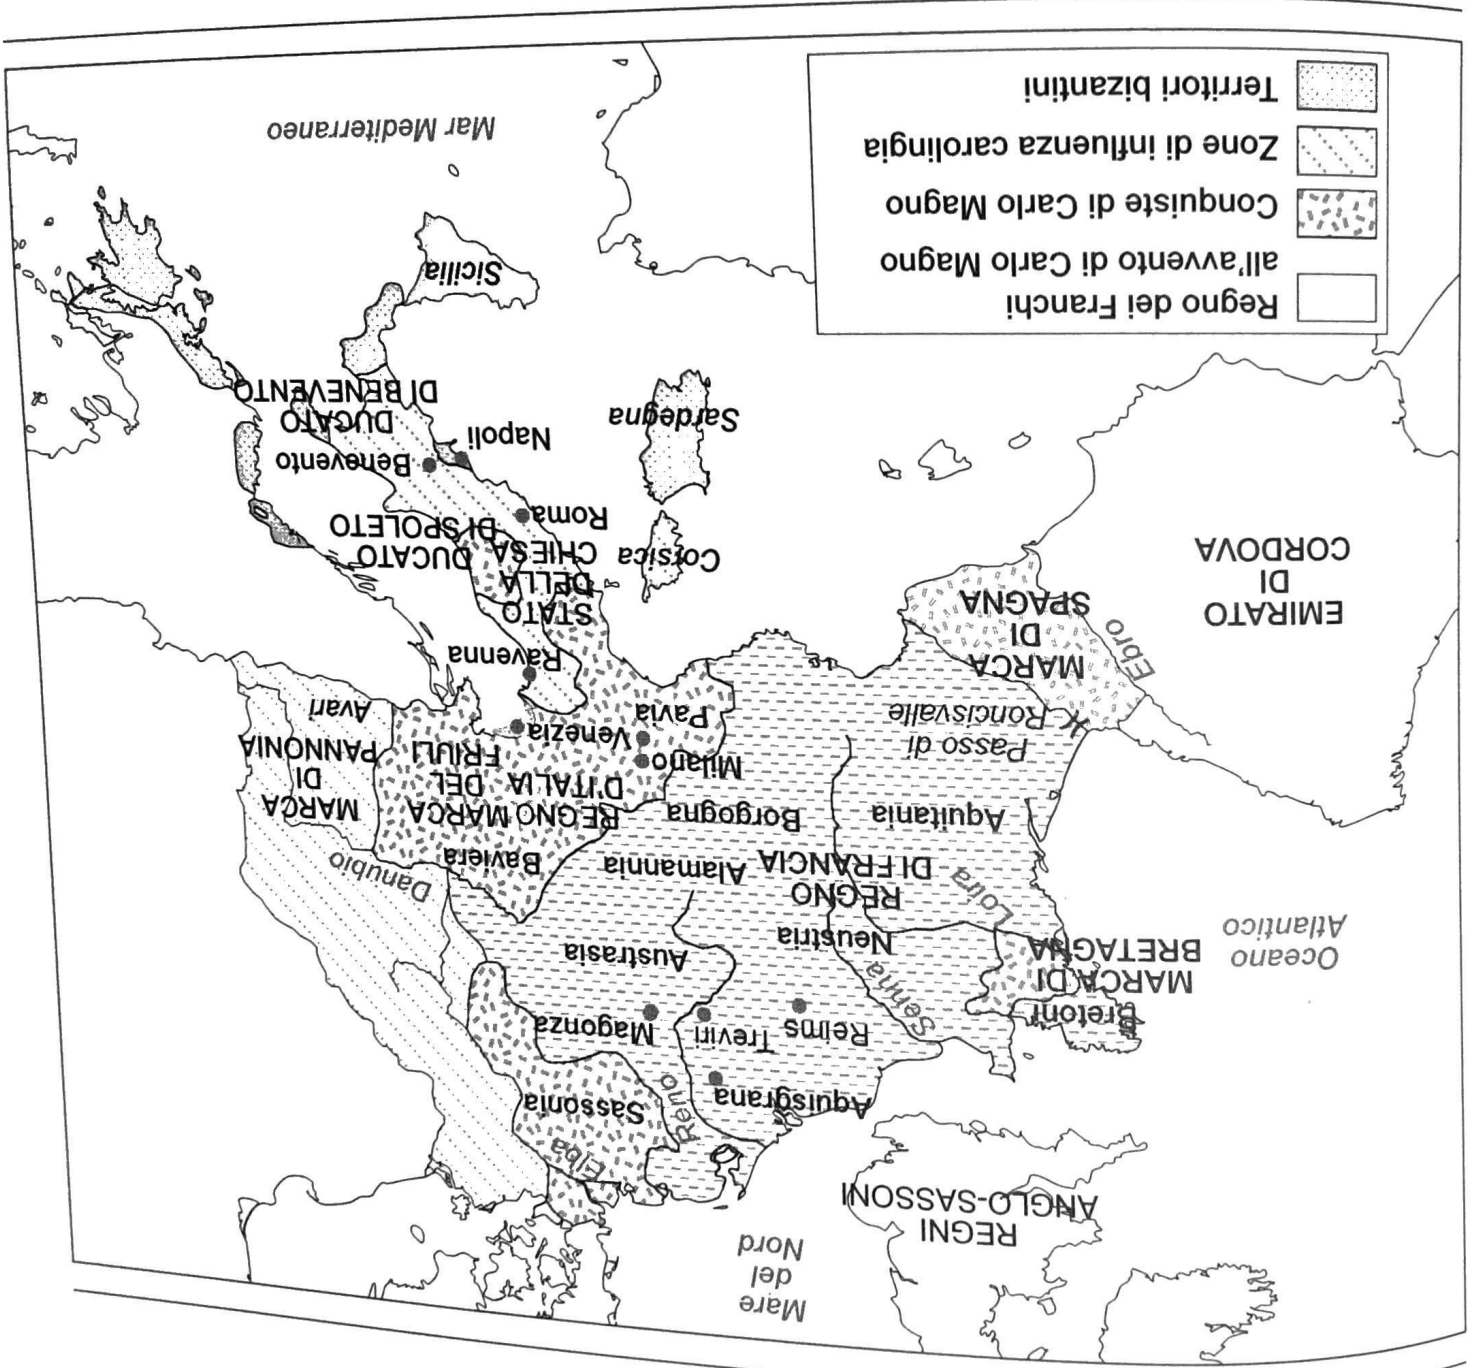 Mare
del
Nord
REGNI
ANGLO-SASSONI
Elba
Sassonia
Reno
Aquisgrana
Reims
Treviri
Magonza
Bretoni
MARCA DI
BRETAGNA
Senna
Neustria
Austrasia
Oceano
Atlantico
Loira
REGNO
DI FRANCIA
Alamannia
Baviera
Danubio
Aquitania
Borgogna
REGNO
D'ITALIA
MARCA
DEL
FRIULI
MARCA
DI
PANNONIA
Avari
Milano
Pavia
Venezia
Ravenna
Passo di
Roncisvalle
MARCA
DI
SPAGNA
Ebro
EMIRATO
DI
CORDOVA
STATO
DELLA
CHIESA
DUCATO
DI SPOLETO
Corsica
Roma
Sardegna
Napoli
Benevento
DUCATO
DI BENEVENTO
Sicilia
Mar Mediterraneo
Regno dei Franchi
all'avvento di Carlo Magno
Conquiste di Carlo Magno
Zone di influenza carolingia
Territori bizantini